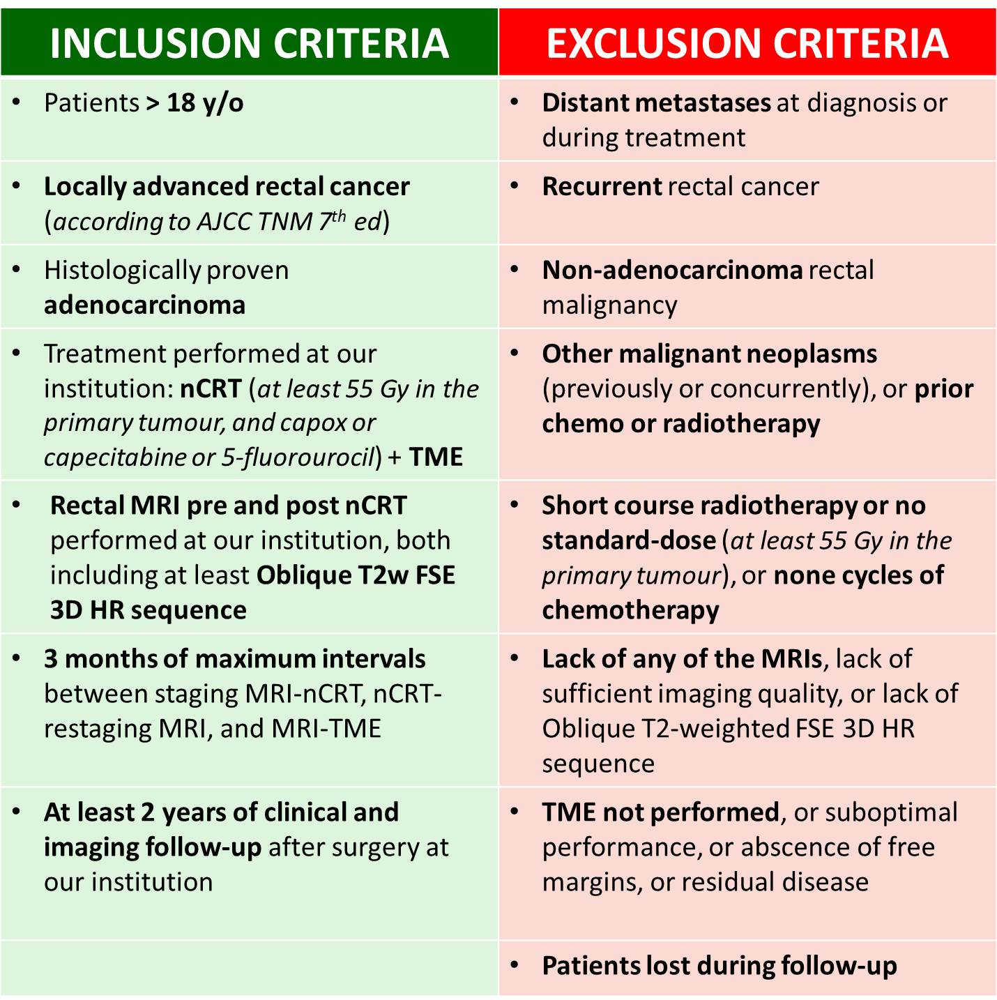 INCLUSION CRITERIA
EXCLUSION CRITERIA
• Patients > 18 y/o
• Distant metastases at diagnosis or
during treatment
• Locally advanced rectal cancer
(according to AJCC TNM 7th ed)
• Recurrent rectal cancer
• Histologically proven
adenocarcinoma
• Non-adenocarcinoma rectal
malignancy
• Treatment performed at our
institution: nCRT (at least 55 Gy in the
primary tumour, and capox or
capecitabine or 5-fluorourocil) + TME
• Other malignant neoplasms
(previously or concurrently), or prior
chemo or radiotherapy
• Rectal MRI pre and post nCRT
performed at our institution, both
including at least Oblique T2w FSE
3D HR sequence
• Short course radiotherapy or no
standard-dose (at least 55 Gy in the
primary tumour), or none cycles of
chemotherapy
• 3 months of maximum intervals
between staging MRI-nCRT, nCRT-
restaging MRI, and MRI-TME
• Lack of any of the MRIs, lack of
sufficient imaging quality, or lack of
Oblique T2-weighted FSE 3D HR
sequence
• At least 2 years of clinical and
imaging follow-up after surgery at
our institution
• TME not performed, or suboptimal
performance, or abscence of free
margins, or residual disease
• Patients lost during follow-up